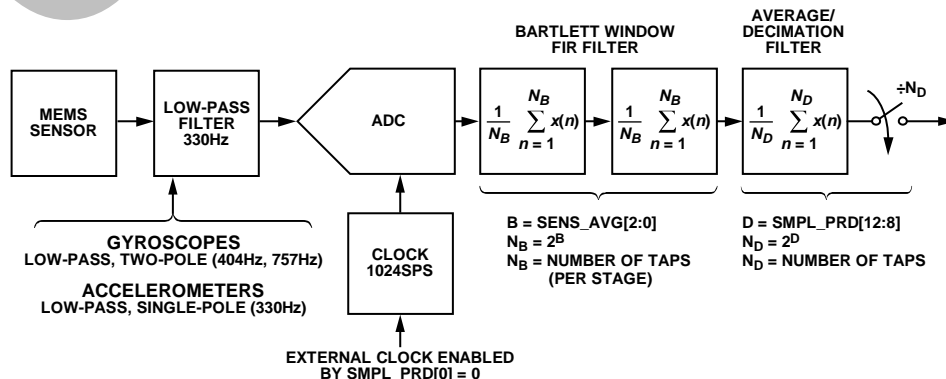 BARTLETT WINDOW
FIR FILTER
AVERAGE/
DECIMATION
FILTER
MEMS
SENSOR
LOW-PASS
FILTER
330Hz
ADC
1
N_B
N_B
∑ x(n)
n = 1
1
N_B
N_B
∑ x(n)
n = 1
1
N_D
N_D
∑ x(n)
n = 1
÷N_D
GYROSCOPES
LOW-PASS, TWO-POLE (404Hz, 757Hz)
ACCELEROMETERS
LOW-PASS, SINGLE-POLE (330Hz)
CLOCK
1024SPS
B = SENS_AVG[2:0]
N_B = 2^B
N_B = NUMBER OF TAPS
(PER STAGE)
D = SMPL_PRD[12:8]
N_D = 2^D
N_D = NUMBER OF TAPS
EXTERNAL CLOCK ENABLED
BY SMPL_PRD[0] = 0